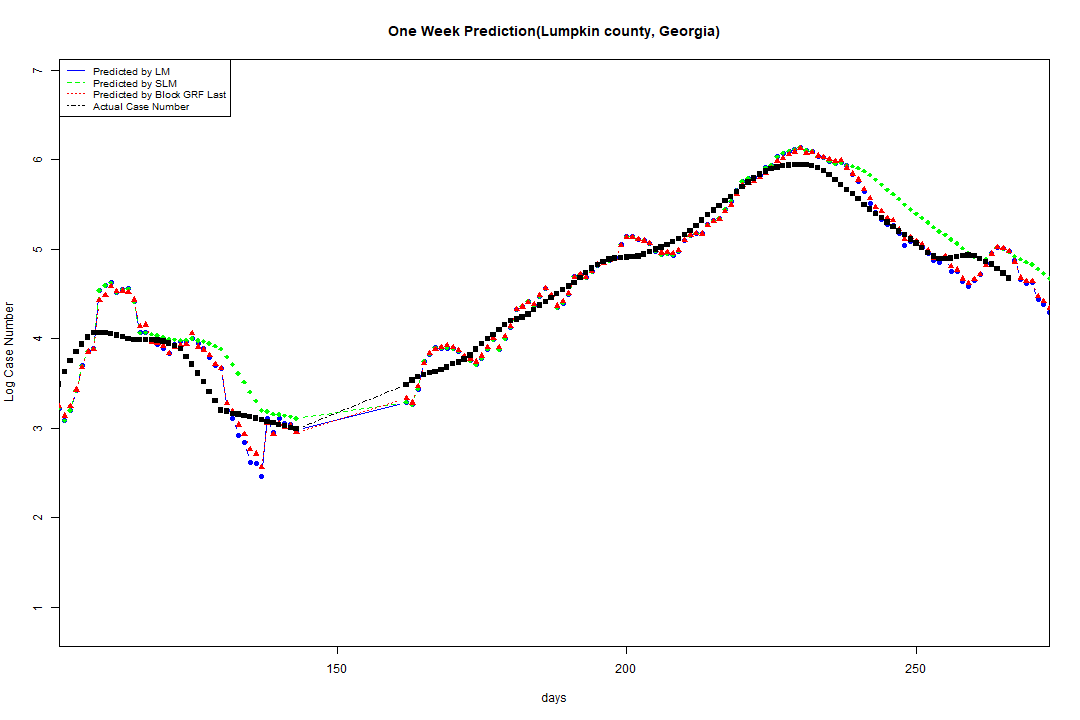 One Week Prediction(Lumpkin county, Georgia)
Predicted by LM
Predicted by SLM
Predicted by Block GRF Last
Actual Case Number
Log Case Number
7
6
5
4
3
2
1
150
200
250
days